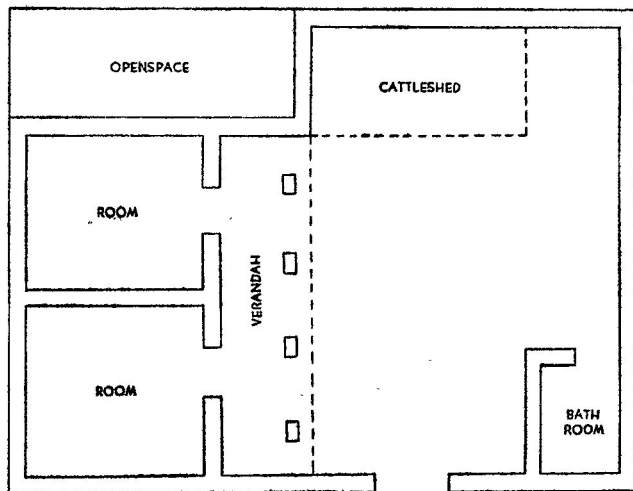 OPENSPACE
CATTLESHED
ROOM
VERANDAH
ROOM
BATH
ROOM